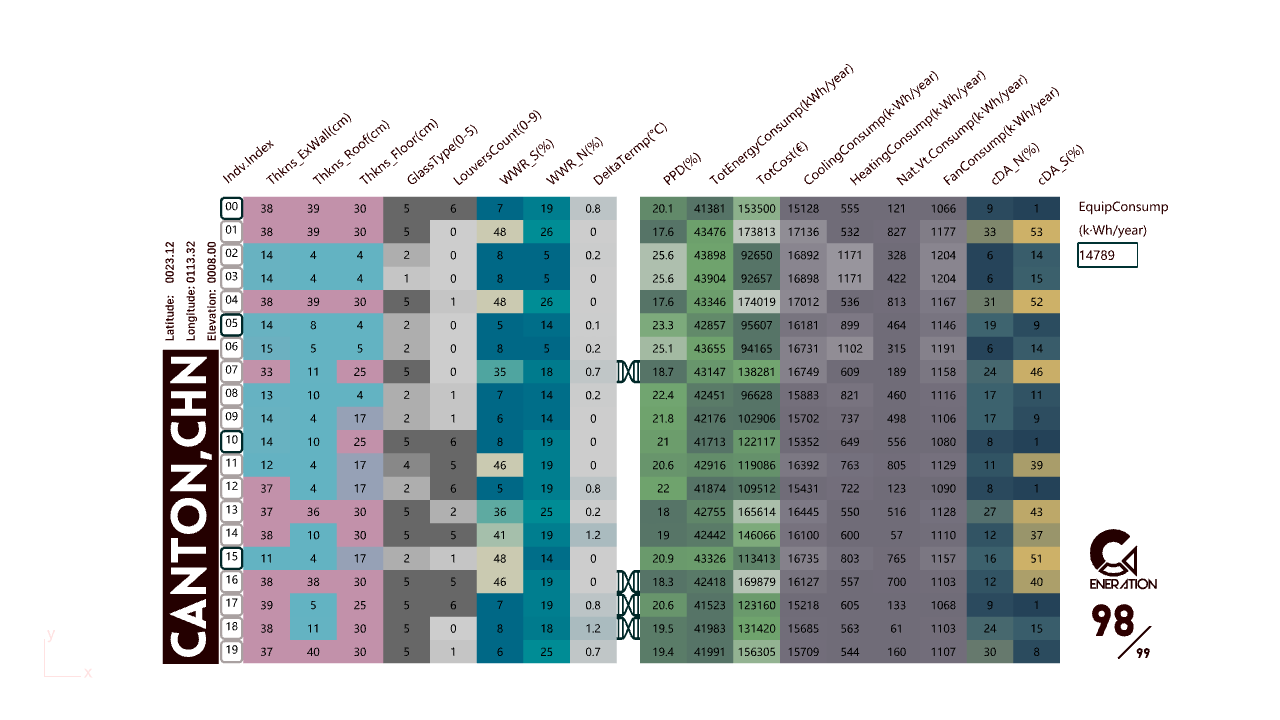 Indv.Index Thkns_ExWall(cm) Thkns_Roof(cm) Thkns_Floor(cm) GlassType(0-5) LouversCount(0-9) WWR_S(%) WWR_N(%) DeltaTermp(°C) PPD(%) TotEnergyConsump(kWh/year) TotCost(€) CoolingConsump(k·Wh/year) HeatingConsump(k·Wh/year) Nat.Vt.Consump(k·Wh/year) FanConsump(k·Wh/year) cDA_N(%) cDA_S(%)
00 38 39 30 5 6 7 19 0.8 20.1 41381 153500 15128 555 121 1066 9 1
01 38 39 30 5 0 48 26 0 17.6 43476 173813 17136 532 827 1177 33 53
02 14 4 4 2 0 8 5 0.2 25.6 43898 92650 16892 1171 328 1204 6 14
03 14 4 4 1 0 8 5 0 25.6 43904 92657 16898 1171 422 1204 6 15
04 38 39 30 5 1 48 26 0 17.6 43346 174019 17012 536 813 1167 31 52
05 14 8 4 2 0 5 14 0.1 23.3 42857 95607 16181 899 464 1146 19 9
06 15 5 5 2 0 8 5 0.2 25.1 43655 94165 16731 1102 315 1191 6 14
07 33 11 25 5 0 35 18 0.7 18.7 43147 138281 16749 609 189 1158 24 46
08 13 10 4 2 1 7 14 0.2 22.4 42451 96628 15883 821 460 1116 17 11
09 14 4 17 2 1 6 14 0 21.8 42176 102906 15702 737 498 1106 17 9
10 14 10 25 5 6 8 19 0 21 41713 122117 15352 649 556 1080 8 1
11 12 4 17 4 5 46 19 0 20.6 42916 119086 16392 763 805 1129 11 39
12 37 4 17 2 6 5 19 0.8 22 41874 109512 15431 722 123 1090 8 1
13 37 36 30 5 2 36 25 0.2 18 42755 165614 16445 550 516 1128 27 43
14 38 10 30 5 5 41 19 1.2 19 42442 146066 16100 600 57 1110 12 37
15 11 4 17 2 1 48 14 0 20.9 43326 113413 16735 803 765 1157 16 51
16 38 38 30 5 5 46 19 0 18.3 42418 169879 16127 557 700 1103 12 40
17 39 5 25 5 6 7 19 0.8 20.6 41523 123160 15218 605 133 1068 9 1
18 38 11 30 5 0 8 18 1.2 19.5 41983 131420 15685 563 61 1103 24 15
19 37 40 30 5 1 6 25 0.7 19.4 41991 156305 15709 544 160 1107 30 8
Latitude: 0023.12
Longitude: 0113.32
Elevation: 0008.00
CANTON,CHN
EquipConsump
(k·Wh/year)
14789
ENERATION
98/99
y
x